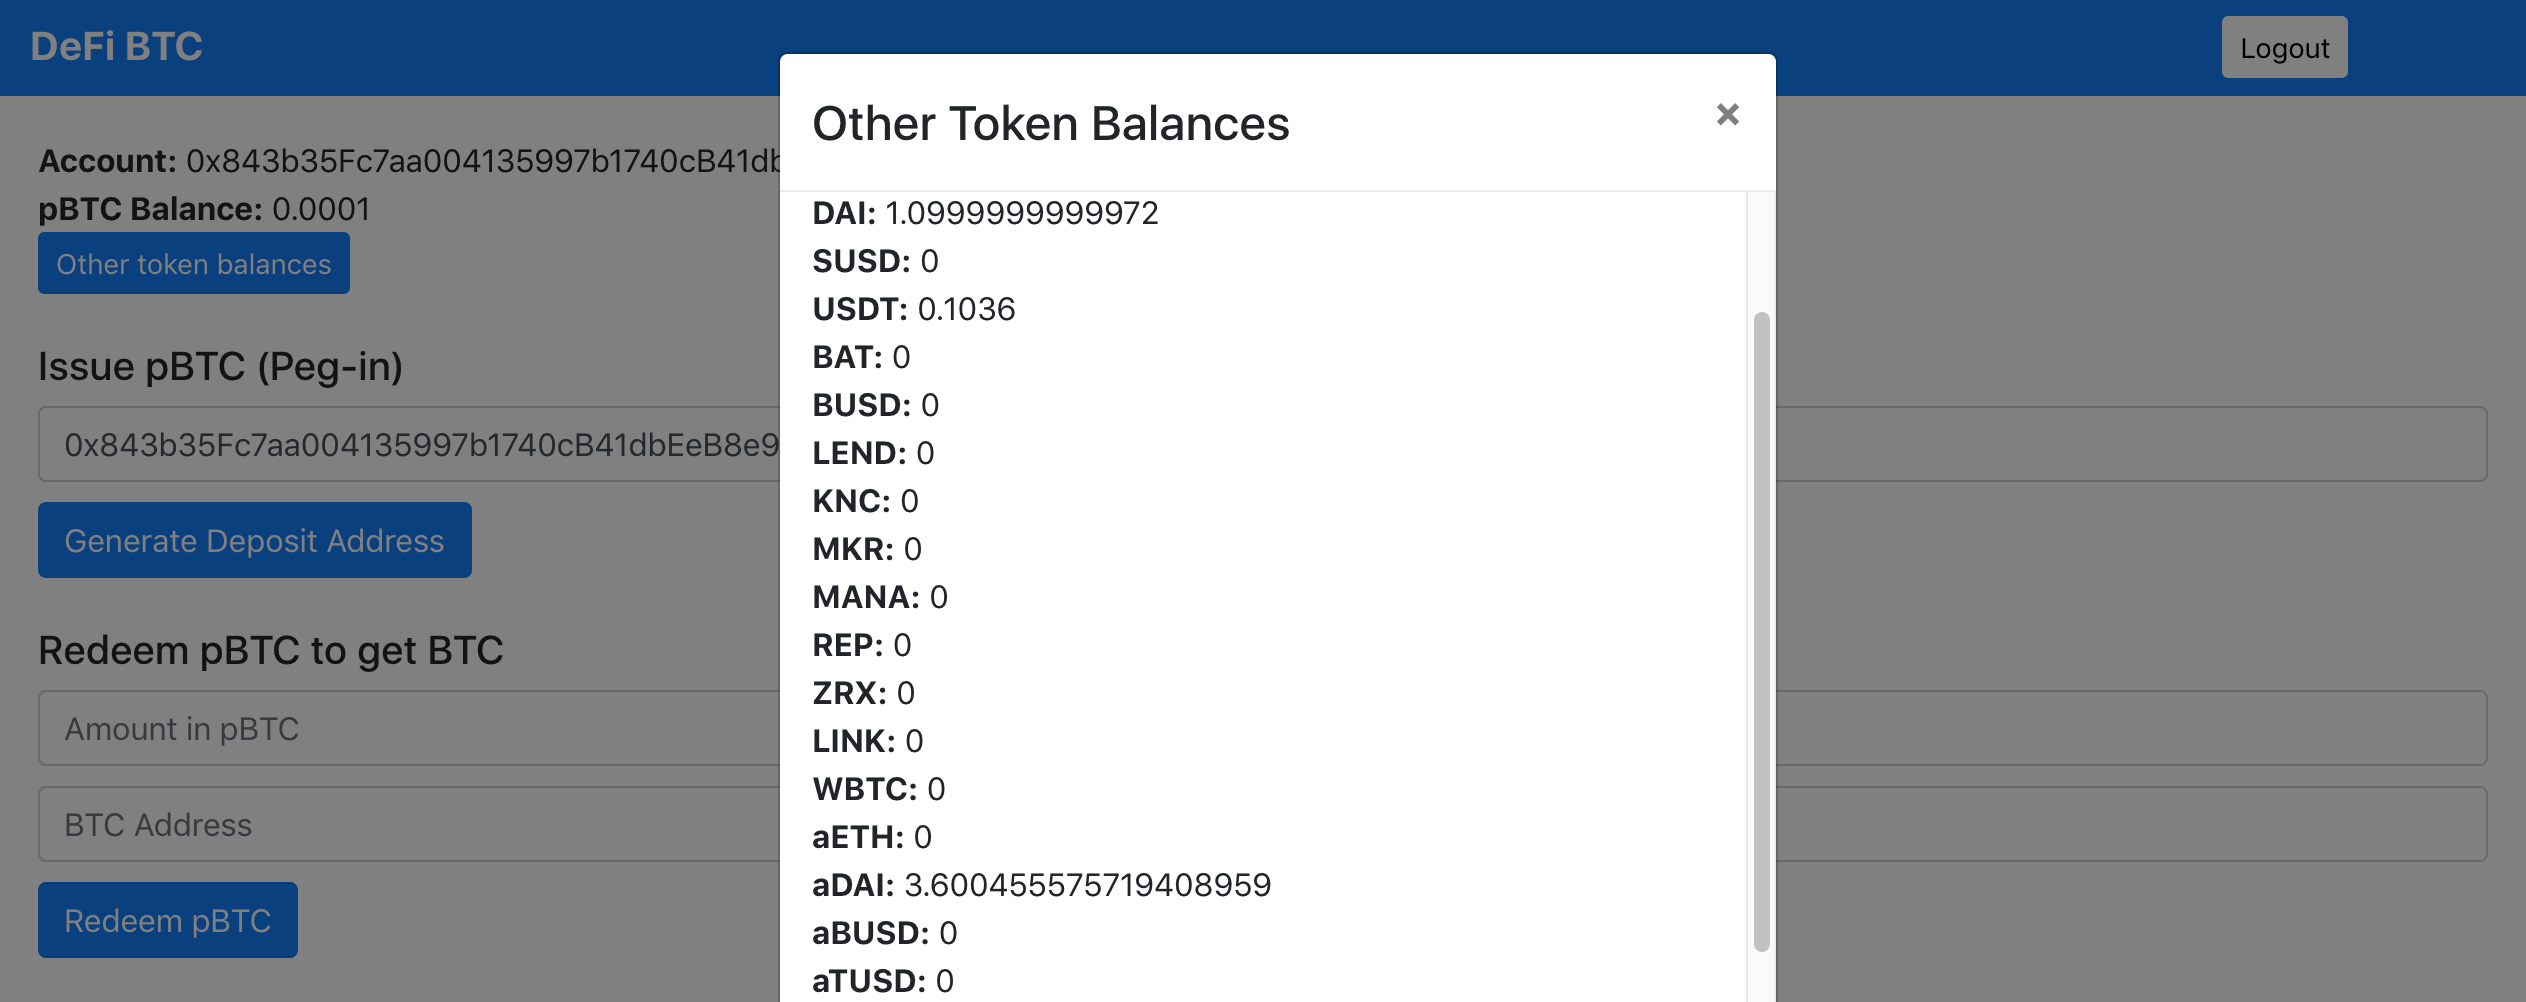 DeFi BTC
Logout
Account: 0x843b35Fc7aa004135997b1740cB41db
pBTC Balance: 0.0001
Other token balances
Issue pBTC (Peg-in)
0x843b35Fc7aa004135997b1740cB41dbEeB8e9
Generate Deposit Address
Redeem pBTC to get BTC
Amount in pBTC
BTC Address
Redeem pBTC
Other Token Balances
×
DAI: 1.0999999999972
SUSD: 0
USDT: 0.1036
BAT: 0
BUSD: 0
LEND: 0
KNC: 0
MKR: 0
MANA: 0
REP: 0
ZRX: 0
LINK: 0
WBTC: 0
aETH: 0
aDAI: 3.600455575719408959
aBUSD: 0
aTUSD: 0